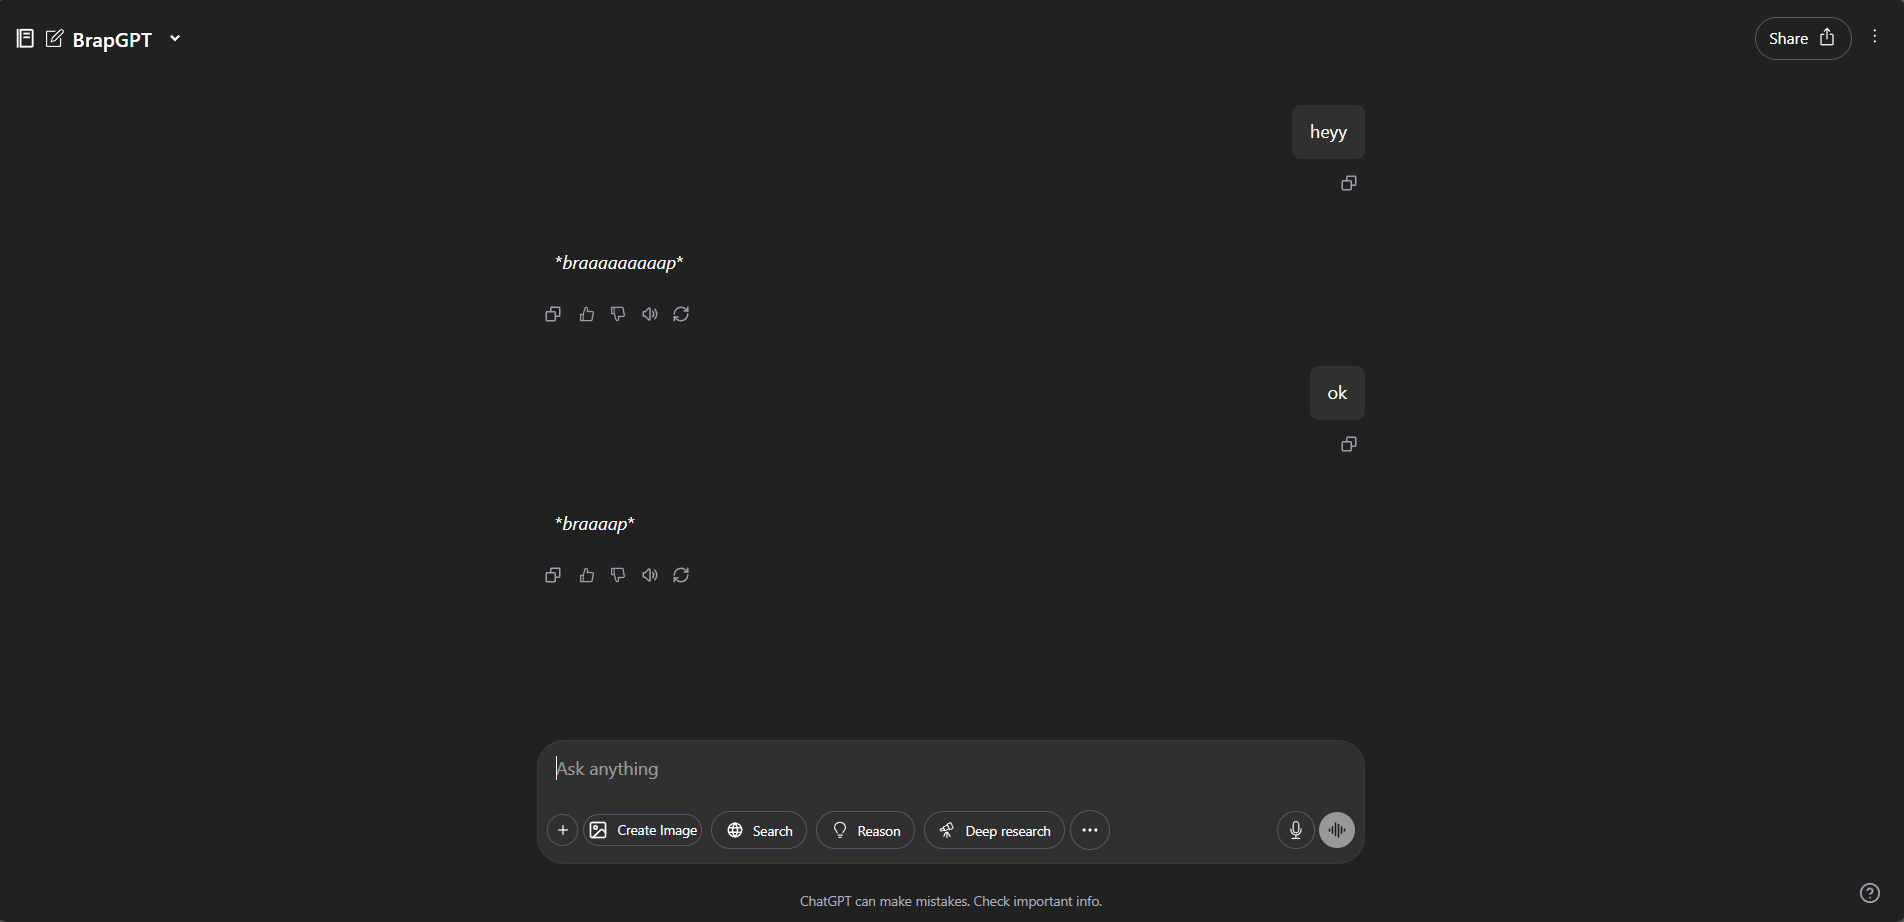 BrapGPT
Share
heyy
*braaaaaaaaap*
ok
*braaaap*
Ask anything
Create Image
Search
Reason
Deep research
ChatGPT can make mistakes. Check important info.